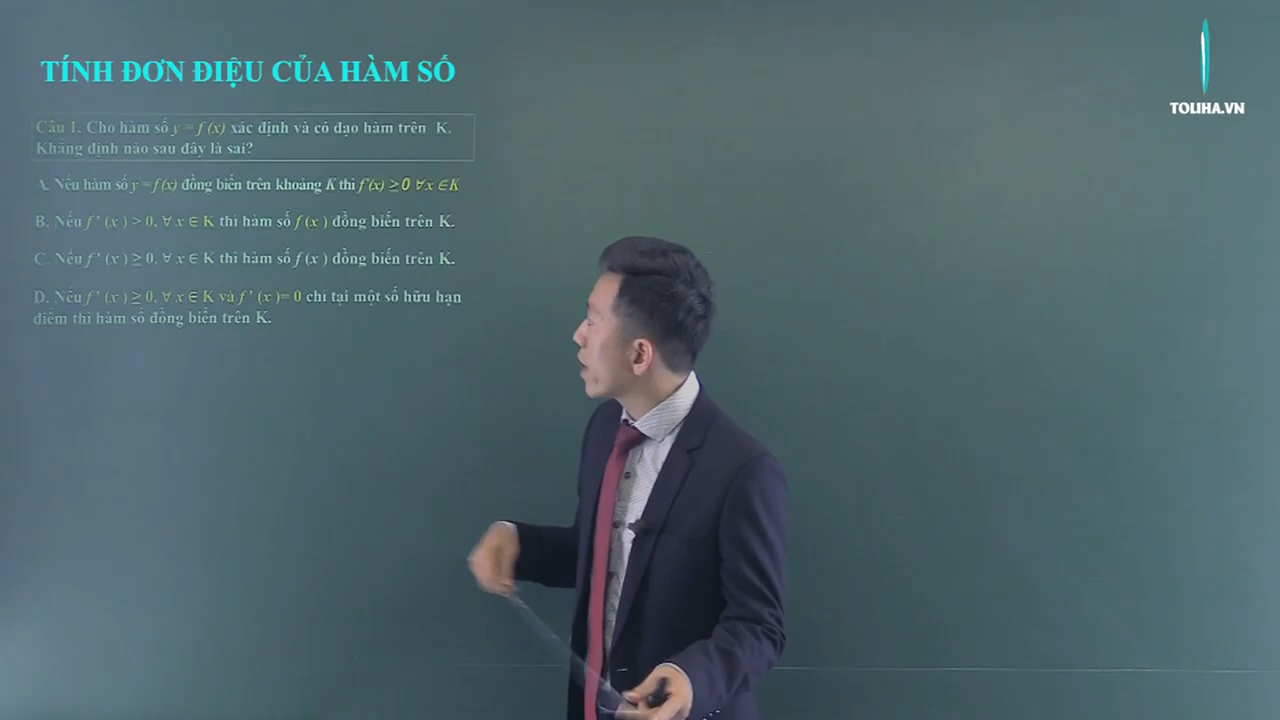 TÍNH ĐƠN ĐIỆU CỦA HÀM SỐ
TOLIHA.VN
Câu 1. Cho hàm số y = f (x) xác định và có đạo hàm trên K.
Khẳng định nào sau đây là sai?
A. Nếu hàm số y = f(x) đồng biến trên khoảng K thì f'(x) ≥ 0 ∀x ∈ K
B. Nếu f ' ( x ) > 0, ∀ x ∈ K thì hàm số f (x ) đồng biến trên K.
C. Nếu f ' ( x ) ≥ 0, ∀ x ∈ K thì hàm số f (x ) đồng biến trên K.
D. Nếu f ' ( x ) ≥ 0, ∀ x ∈ K và f ' (x )= 0 chỉ tại một số hữu hạn
điểm thì hàm số đồng biến trên K.